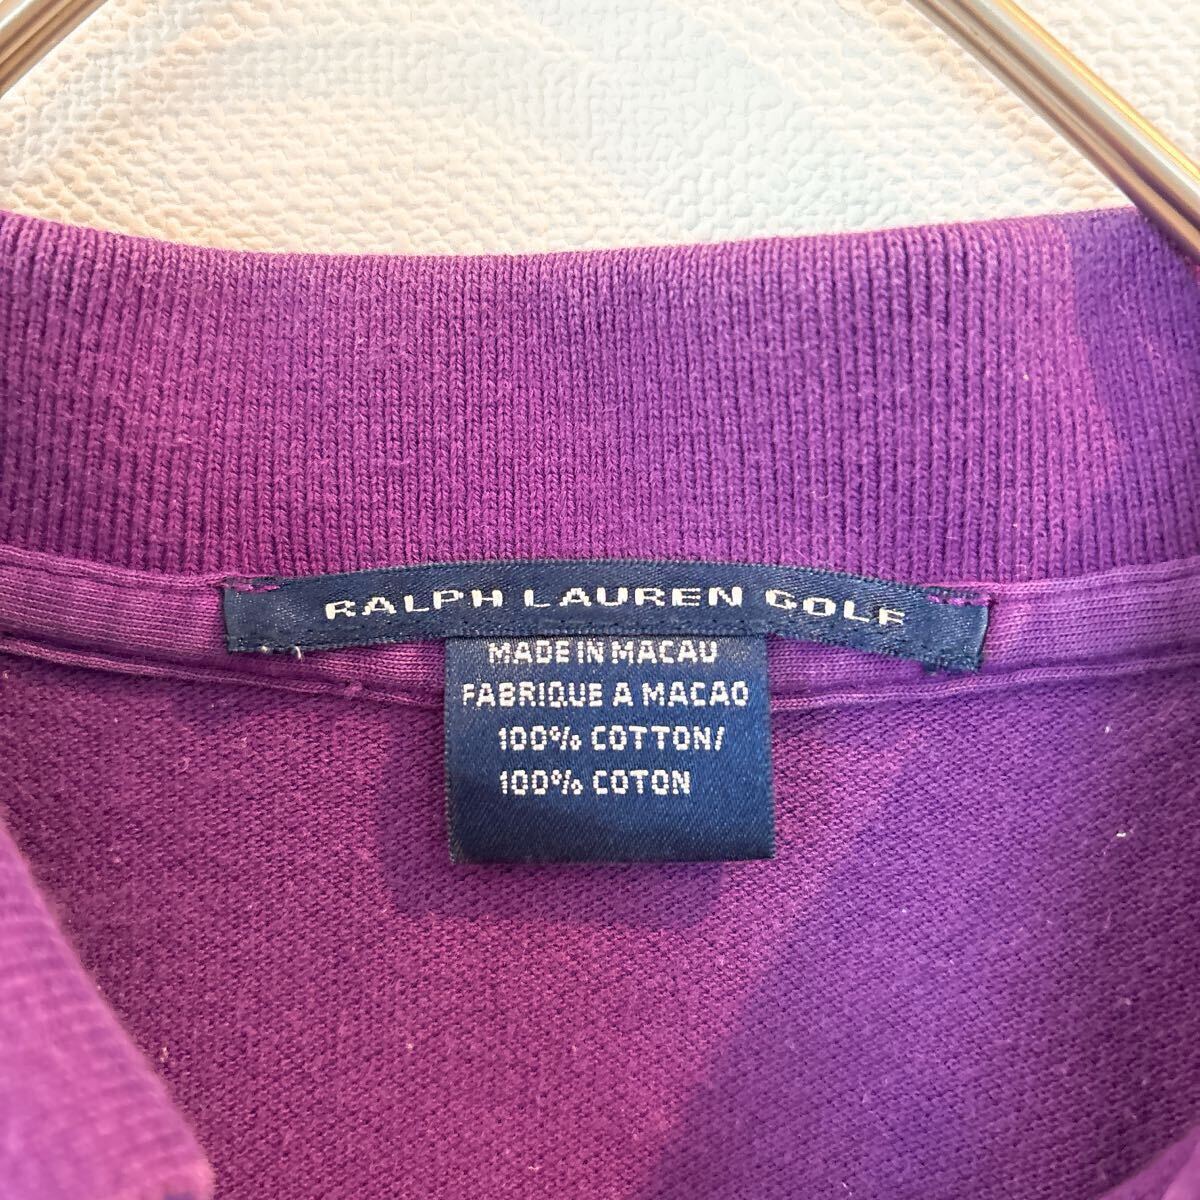 RALPH LAUREN GOLF
MADE IN MACAU
FABRIQUE A MACAO
100% COTTON/
100% COTON